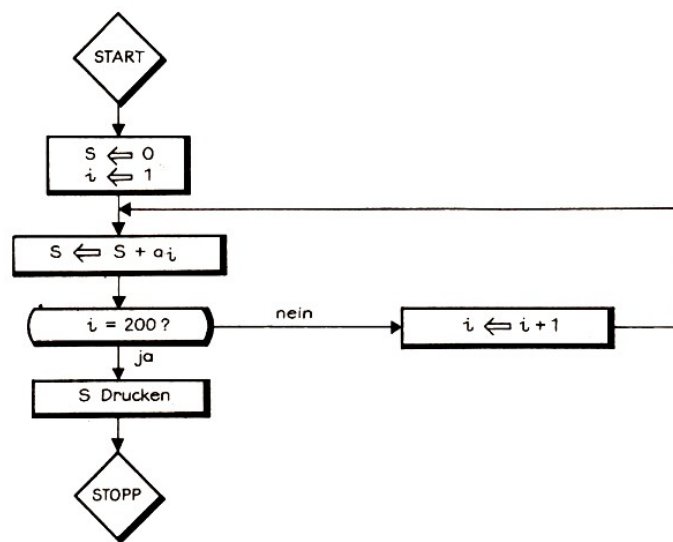 START
S ⇐ 0
i ⇐ 1
S ⇐ S + aᵢ
i = 200 ?
nein
i ⇐ i + 1
ja
S Drucken
STOPP